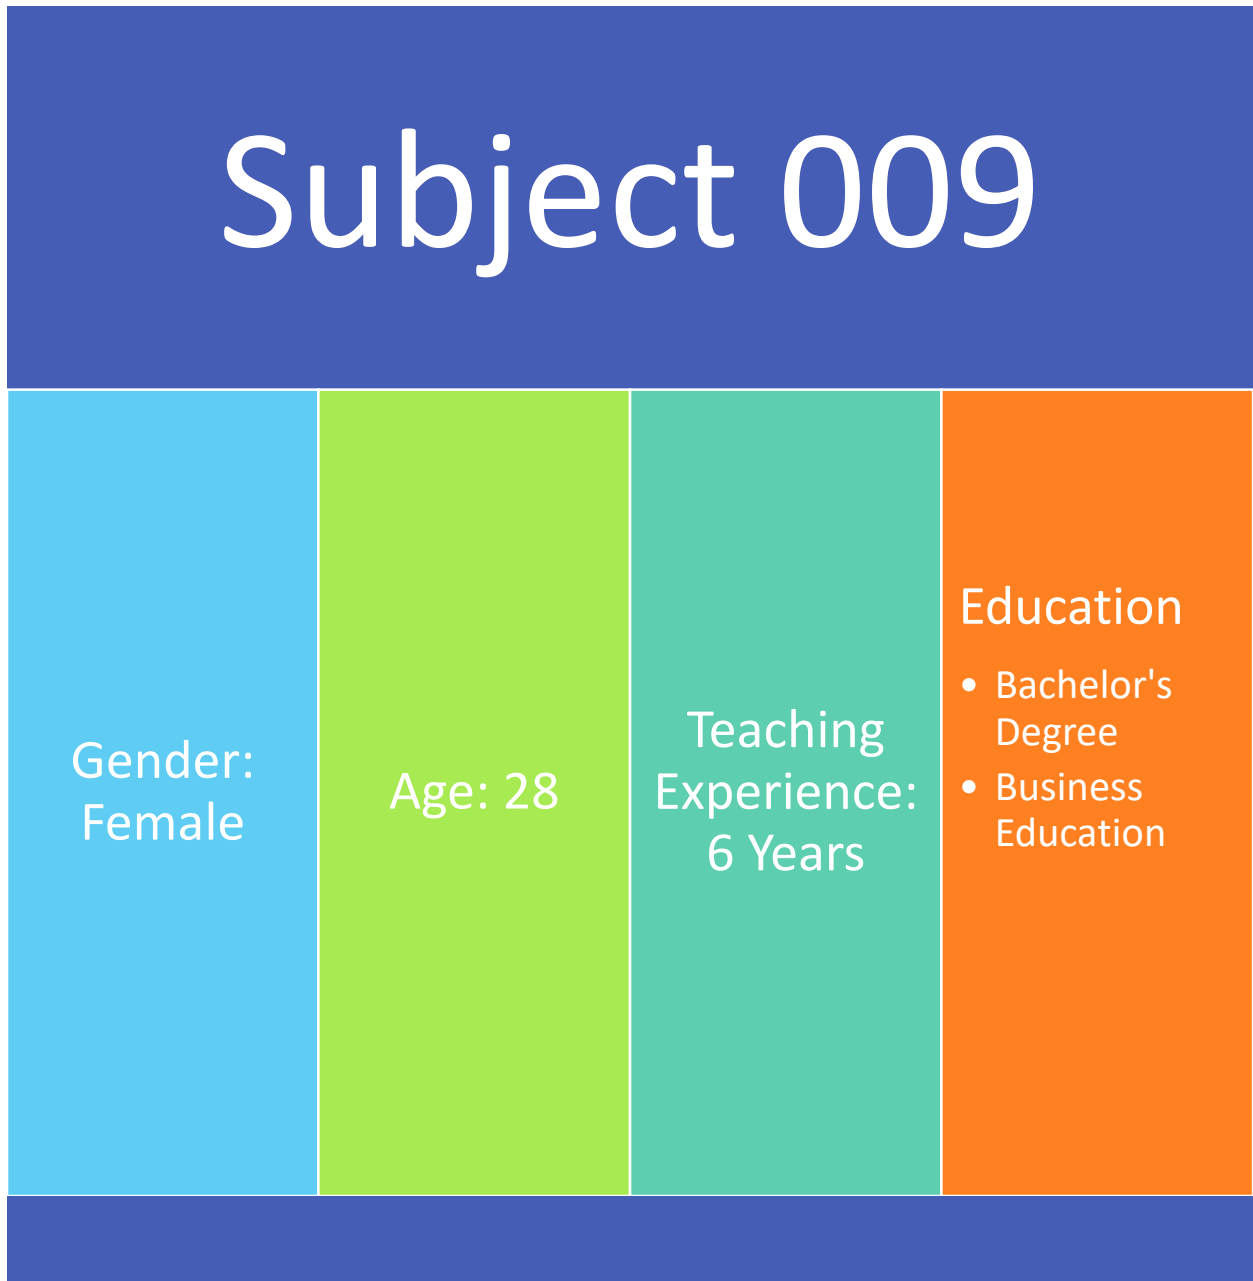 Subject 009
Gender:
Female
Age: 28
Teaching
Experience:
6 Years
Education
• Bachelor's
Degree
• Business
Education